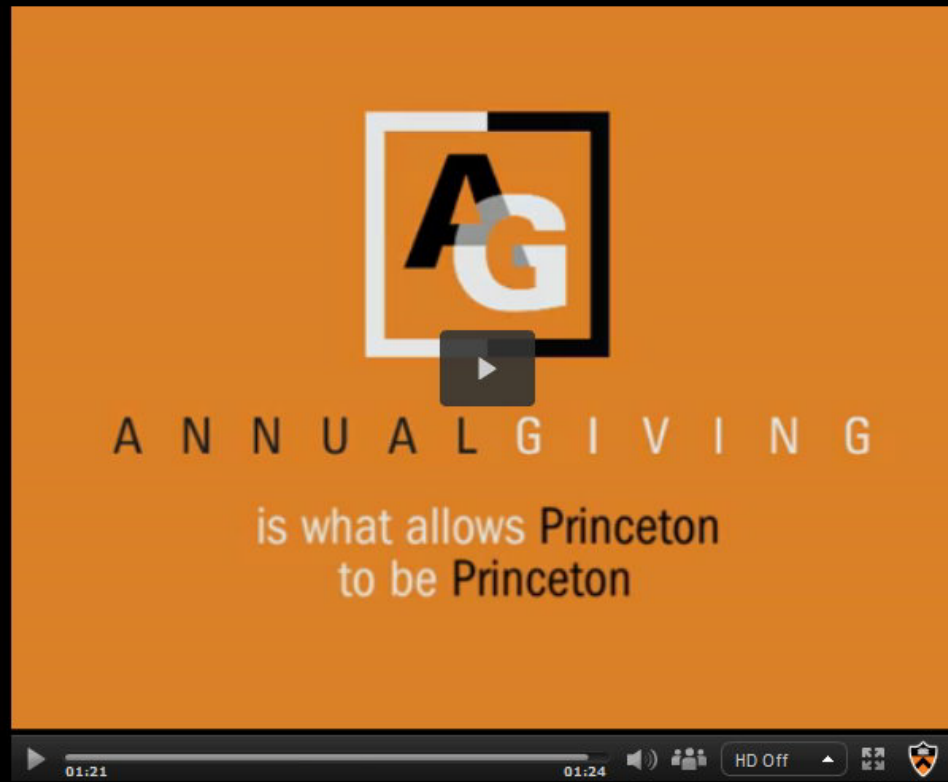 AG
ANNUALGIVING
is what allows Princeton
to be Princeton
01:21
01:24
HD Off